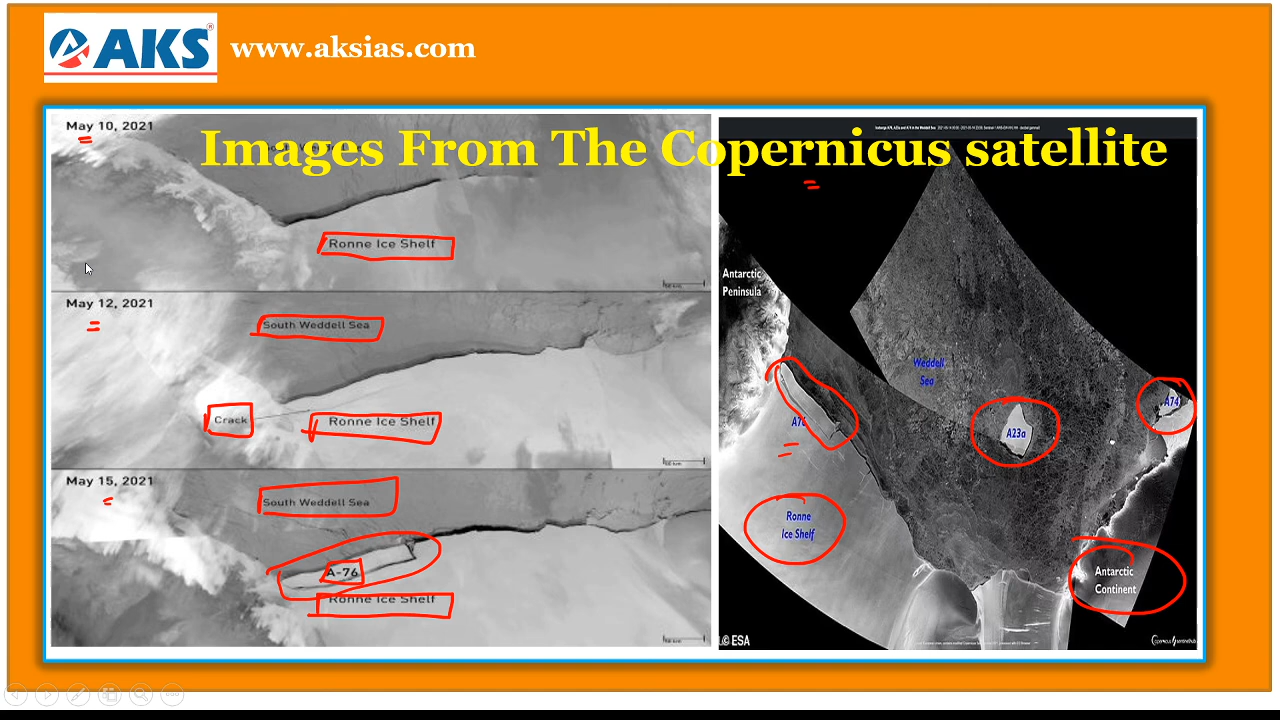 AKS®
www.aksias.com
Images From The Copernicus satellite
May 10, 2021
Ronne Ice Shelf
May 12, 2021
South Weddell Sea
Crack
Ronne Ice Shelf
May 15, 2021
South Weddell Sea
A-76
Ronne Ice Shelf
Antarctic
Peninsula
Weddell
Sea
A74
A23a
Ronne
Ice Shelf
Antarctic
Continent
© ESA